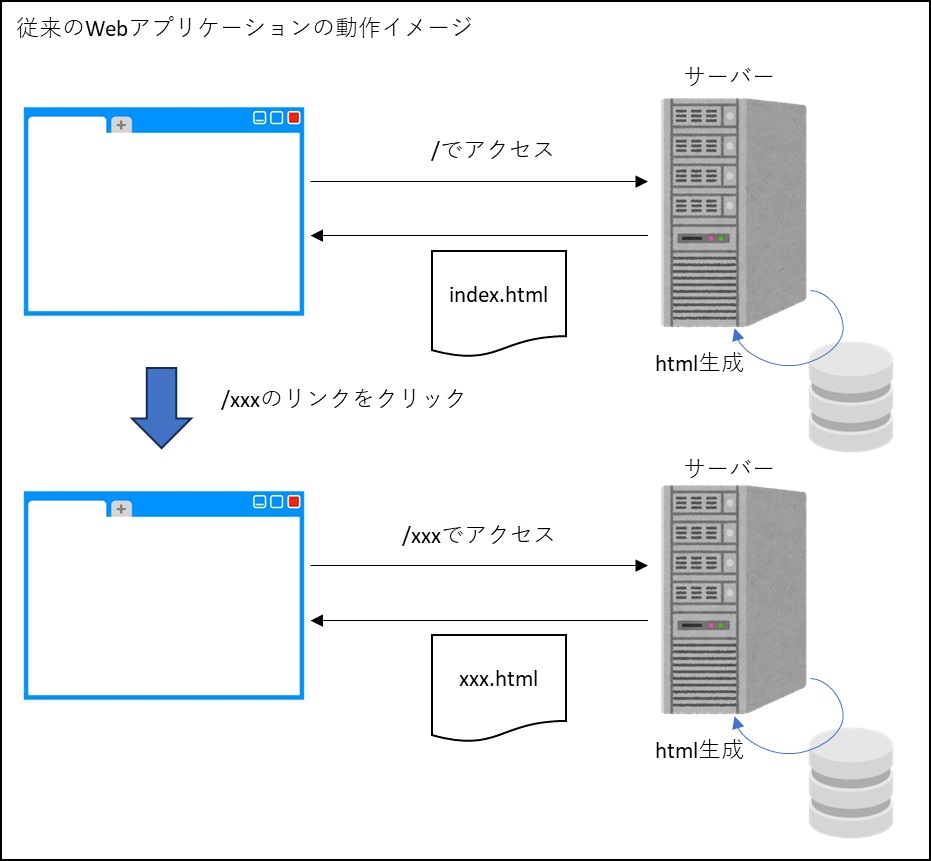 従来のWebアプリケーションの動作イメージ
サーバー
/でアクセス
index.html
html生成
/xxxのリンクをクリック
サーバー
/xxxでアクセス
xxx.html
html生成